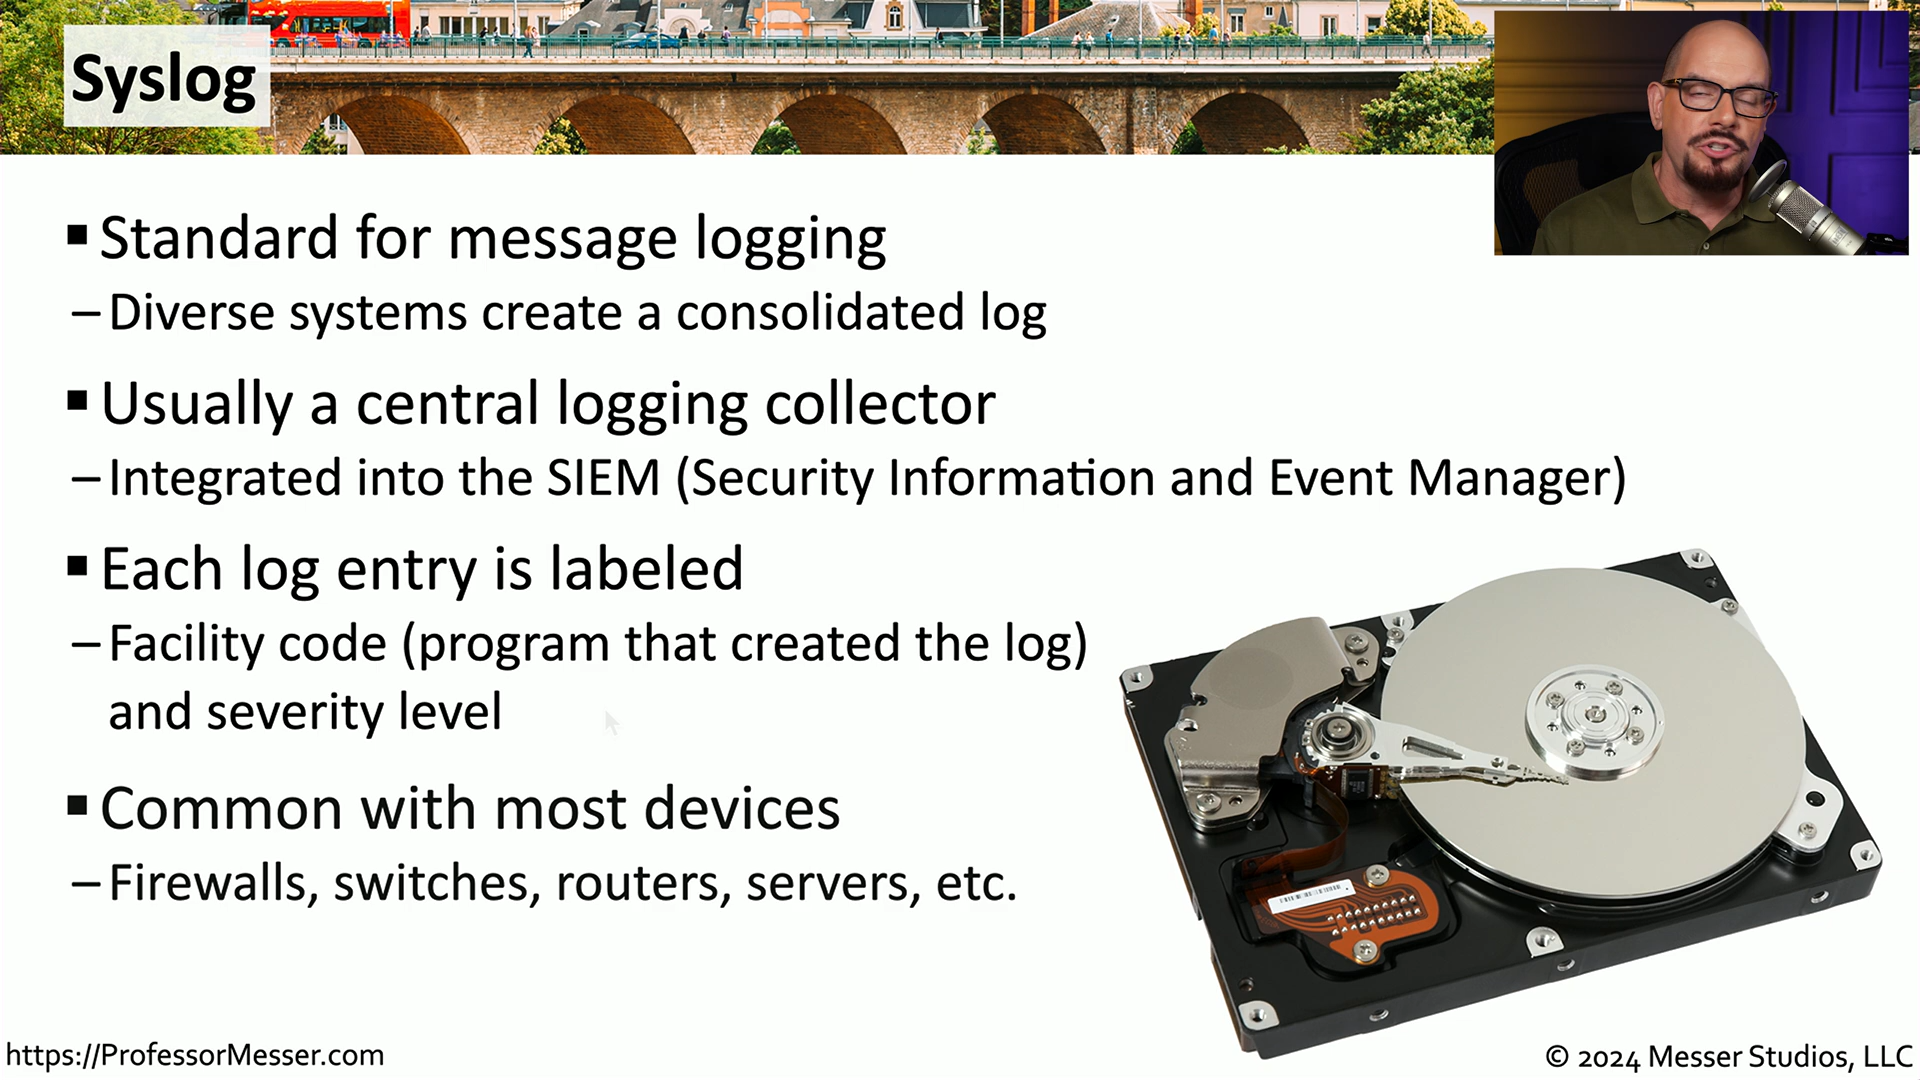 Syslog
▪ Standard for message logging
– Diverse systems create a consolidated log
▪ Usually a central logging collector
– Integrated into the SIEM (Security Information and Event Manager)
▪ Each log entry is labeled
– Facility code (program that created the log)
and severity level
▪ Common with most devices
– Firewalls, switches, routers, servers, etc.
https://ProfessorMesser.com
© 2024 Messer Studios, LLC